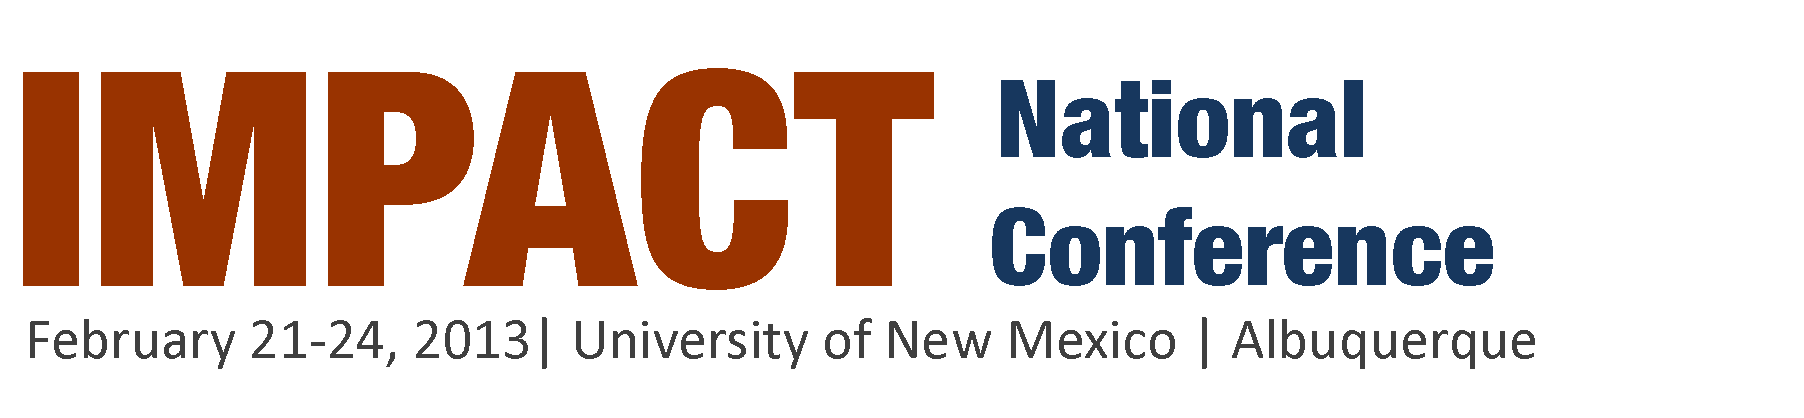 IMPACT National
Conference
February 21-24, 2013| University of New Mexico | Albuquerque